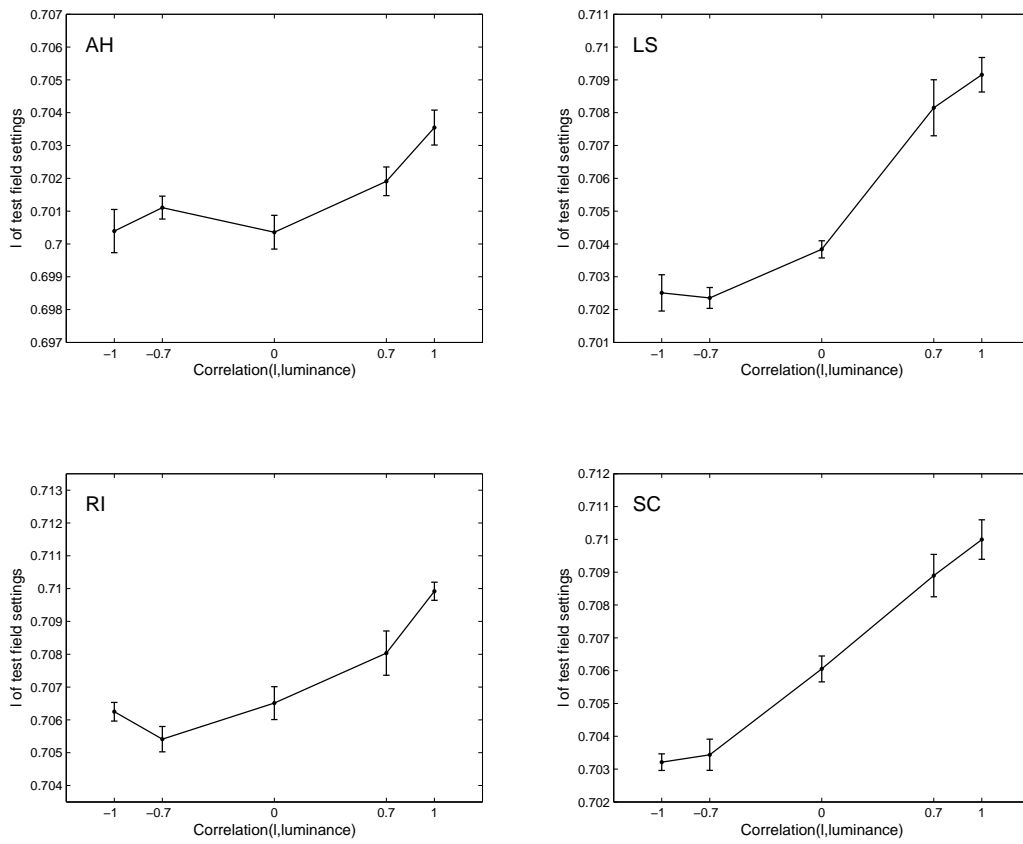 AH
0.707
0.706
0.705
0.704
0.703
0.702
0.701
0.7
0.699
0.698
0.697
l of test field settings
−1 −0.7 0 0.7 1
Correlation(l,luminance)
LS
0.711
0.71
0.709
0.708
0.707
0.706
0.705
0.704
0.703
0.702
0.701
l of test field settings
−1 −0.7 0 0.7 1
Correlation(l,luminance)
RI
0.713
0.712
0.711
0.71
0.709
0.708
0.707
0.706
0.705
0.704
l of test field settings
−1 −0.7 0 0.7 1
Correlation(l,luminance)
SC
0.712
0.711
0.71
0.709
0.708
0.707
0.706
0.705
0.704
0.703
0.702
l of test field settings
−1 −0.7 0 0.7 1
Correlation(l,luminance)